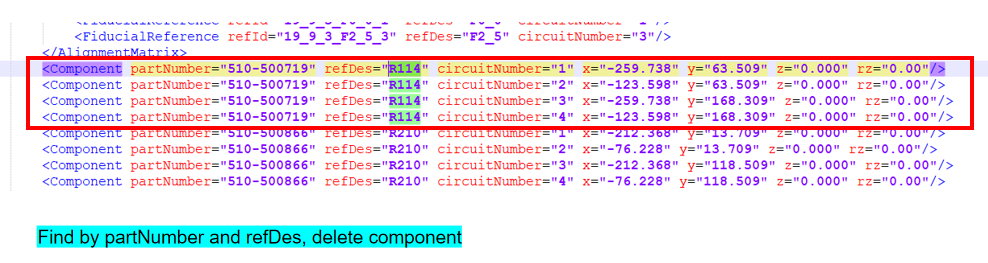 <FiducialReference refId="19_9_3_F2_5_3" refDes="F2_5" circuitNumber="3"/>
</AlignmentMatrix>
<Component partNumber="510-500719" refDes="R114" circuitNumber="1" x="-259.738" y="63.509" z="0.000" rz="0.00"/>
<Component partNumber="510-500719" refDes="R114" circuitNumber="2" x="-123.598" y="63.509" z="0.000" rz="0.00"/>
<Component partNumber="510-500719" refDes="R114" circuitNumber="3" x="-259.738" y="168.309" z="0.000" rz="0.00"/>
<Component partNumber="510-500719" refDes="R114" circuitNumber="4" x="-123.598" y="168.309" z="0.000" rz="0.00"/>
<Component partNumber="510-500866" refDes="R210" circuitNumber="1" x="-212.368" y="13.709" z="0.000" rz="0.00"/>
<Component partNumber="510-500866" refDes="R210" circuitNumber="2" x="-76.228" y="13.709" z="0.000" rz="0.00"/>
<Component partNumber="510-500866" refDes="R210" circuitNumber="3" x="-212.368" y="118.509" z="0.000" rz="0.00"/>
<Component partNumber="510-500866" refDes="R210" circuitNumber="4" x="-76.228" y="118.509" z="0.000" rz="0.00"/>
Find by partNumber and refDes, delete component